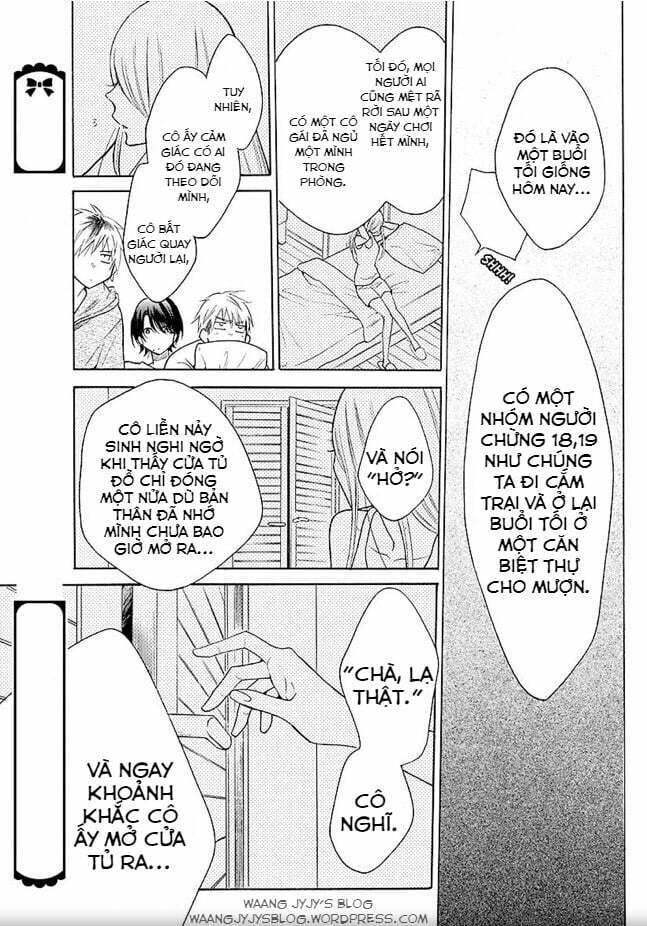 ĐÓ LÀ VÀO
MỘT BUỔI
TỐI GIỐNG
HÔM NAY...
SHHH!
CÓ MỘT
NHÓM NGƯỜI
CHỪNG 18,19
NHƯ CHÚNG
TA ĐI CẮM
TRẠI VÀ Ở LẠI
BUỔI TỐI Ở
MỘT CĂN
BIỆT THỰ
CHO MƯỢN.
TỐI ĐÓ, MỌI
NGƯỜI AI
CŨNG MỆT RÃ
RỜI SAU MỘT
NGÀY CHƠI
HẾT MÌNH,
CÓ MỘT CÔ
GÁI ĐÃ NGỦ
MỘT MÌNH
TRONG
PHÒNG.
TUY
NHIÊN,
CÔ ẤY CẢM
GIÁC CÓ AI
ĐÓ ĐANG
THEO DÕI
MÌNH,
CÔ BẤT
GIÁC QUAY
NGƯỜI LẠI,
VÀ NÓI
"HỞ?"
CÔ LIỀN NẢY
SINH NGHI NGỜ
KHI THẤY CỬA TỦ
ĐỒ CHỈ ĐÓNG
MỘT NỬA DÙ BẢN
THÂN ĐÃ NHỚ
MÌNH CHƯA BAO
GIỜ MỞ RA...
"CHÀ, LẠ
THẬT."
CÔ
NGHĨ.
VÀ NGAY
KHOẢNH
KHẮC CÔ
ẤY MỞ CỬA
TỦ RA...
WAANG JYJY'S BLOG
WAANGJYJYSBLOG.WORDPRESS.COM